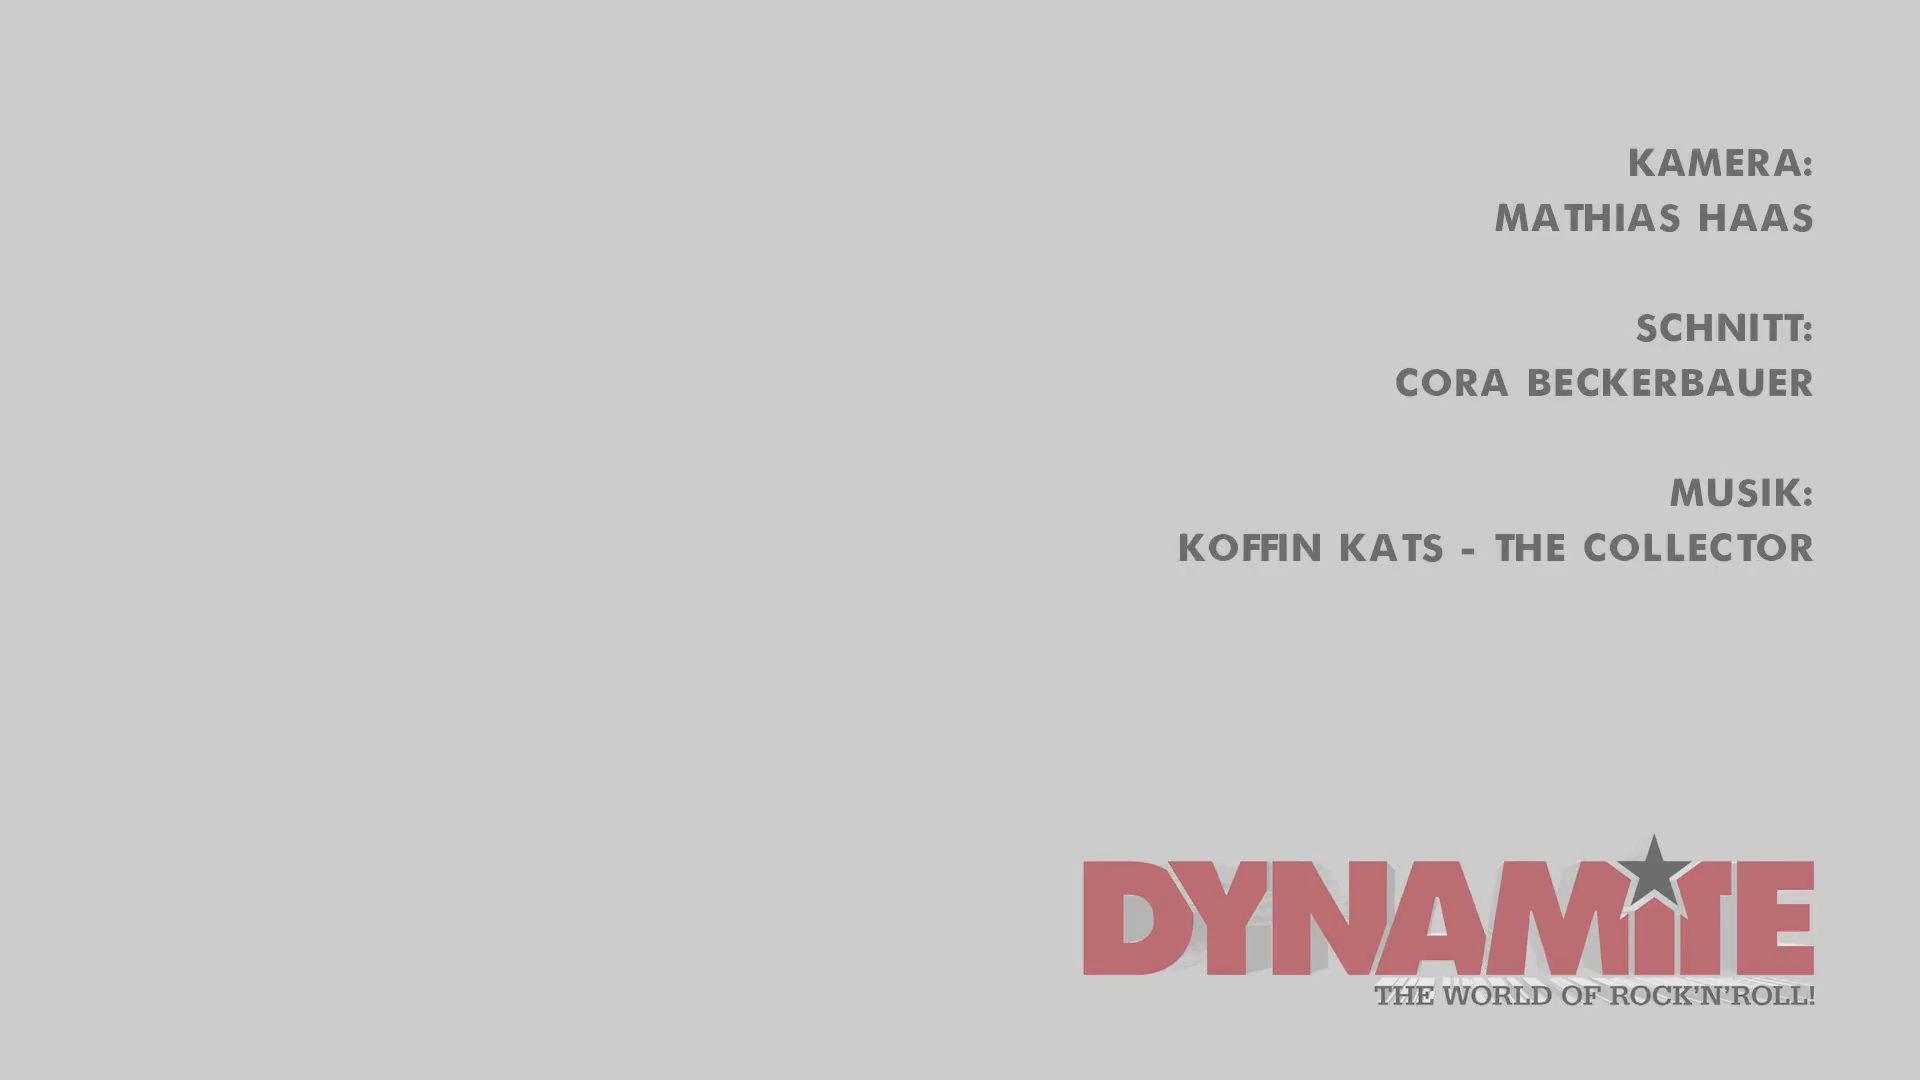 KAMERA:
MATHIAS HAAS
SCHNITT:
CORA BECKERBAUER
MUSIK:
KOFFIN KATS - THE COLLECTOR
DYNAMiTE
THE WORLD OF ROCK'N'ROLL!